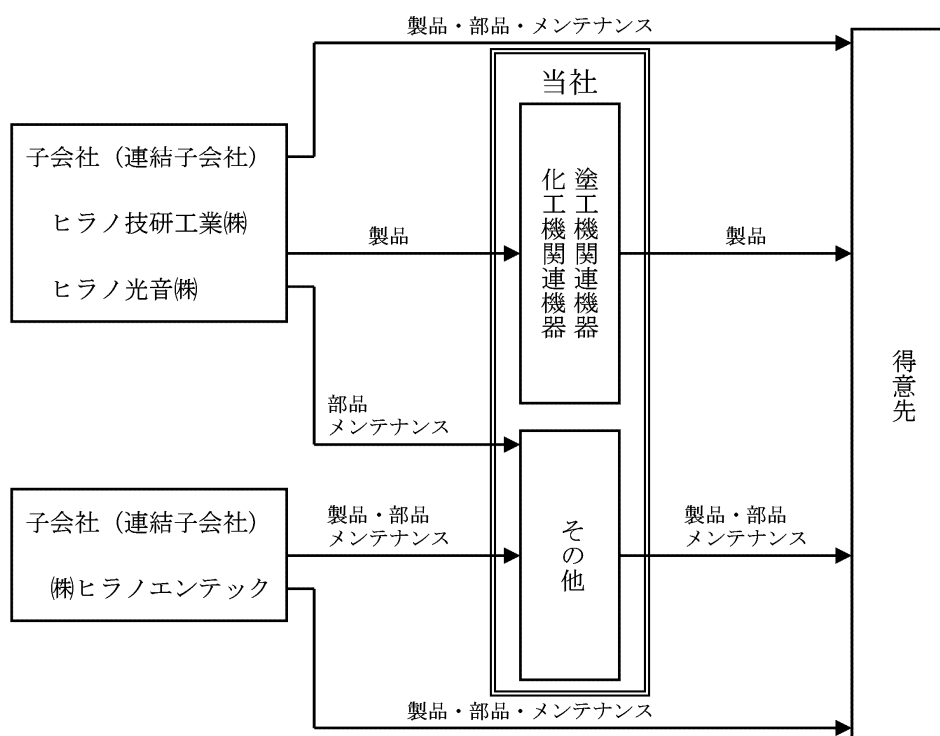 製品・部品・メンテナンス
当社
子会社（連結子会社）
ヒラノ技研工業㈱
ヒラノ光音㈱
製品
塗工機関連機器
化工機関連機器
製品
得意先
部品
メンテナンス
子会社（連結子会社）
㈱ヒラノエンテック
製品・部品
メンテナンス
その他
製品・部品
メンテナンス
製品・部品・メンテナンス